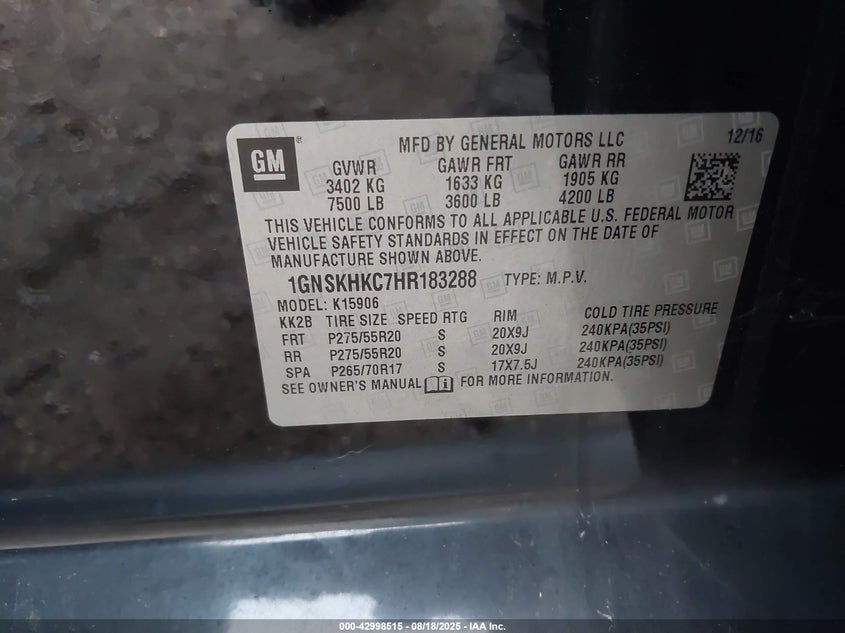 GM ®
MFD BY GENERAL MOTORS LLC 12/16
GVWR GAWR FRT GAWR RR
3402 KG 1633 KG 1905 KG
7500 LB 3600 LB 4200 LB
THIS VEHICLE CONFORMS TO ALL APPLICABLE U.S. FEDERAL MOTOR
VEHICLE SAFETY STANDARDS IN EFFECT ON THE DATE OF
MANUFACTURE SHOWN ABOVE.
1GNSKHKC7HR183288 TYPE: M.P.V.
MODEL: K15906
KK2B TIRE SIZE SPEED RTG RIM COLD TIRE PRESSURE
FRT P275/55R20 S 20X9J 240KPA(35PSI)
RR P275/55R20 S 20X9J 240KPA(35PSI)
SPA P265/70R17 S 17X7.5J 240KPA(35PSI)
SEE OWNER'S MANUAL FOR MORE INFORMATION.
000-42998515 - 08/18/2025 - IAA Inc.